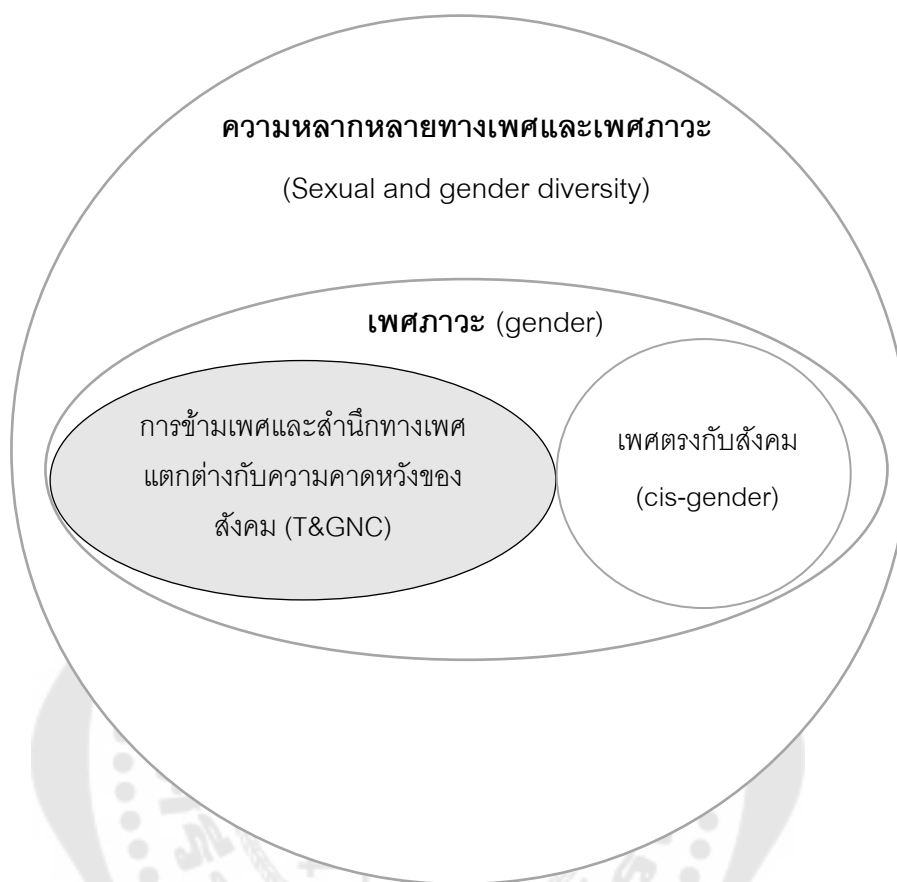 ความหลากหลายทางเพศและเพศภาวะ
(Sexual and gender diversity)
เพศภาวะ (gender)
การข้ามเพศและสำนึกทางเพศ
แตกต่างกับความคาดหวังของ
สังคม (T&GNC)
เพศตรงกับสังคม
(cis-gender)